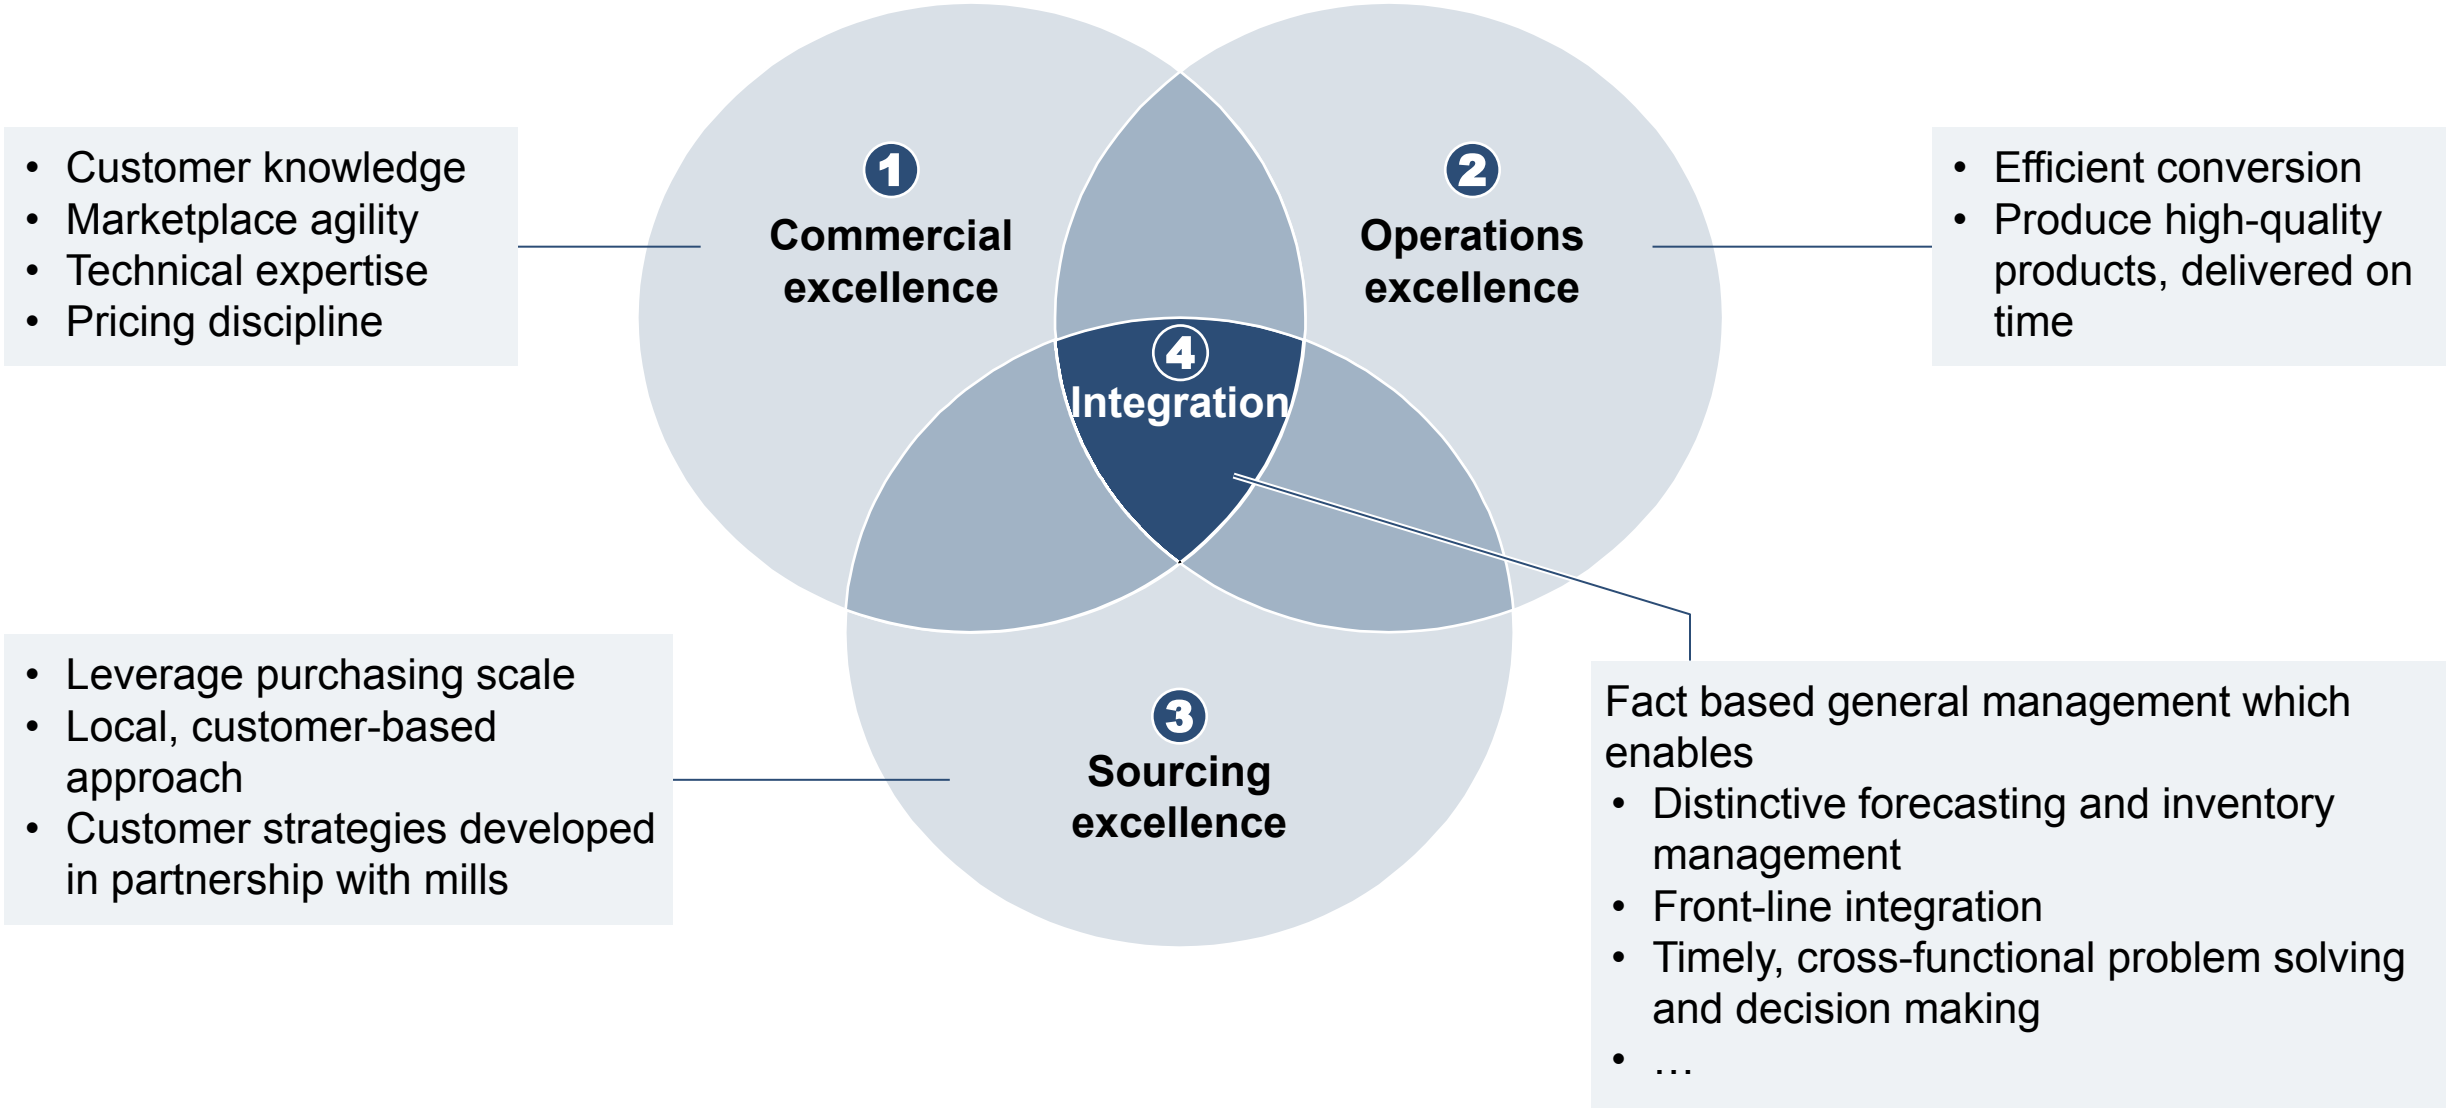 1
Commercial
excellence
• Customer knowledge
• Marketplace agility
• Technical expertise
• Pricing discipline
2
Operations
excellence
• Efficient conversion
• Produce high-quality
products, delivered on
time
4
Integration
3
Sourcing
excellence
• Leverage purchasing scale
• Local, customer-based
approach
• Customer strategies developed
in partnership with mills
Fact based general management which
enables
• Distinctive forecasting and inventory
management
• Front-line integration
• Timely, cross-functional problem solving
and decision making
• …